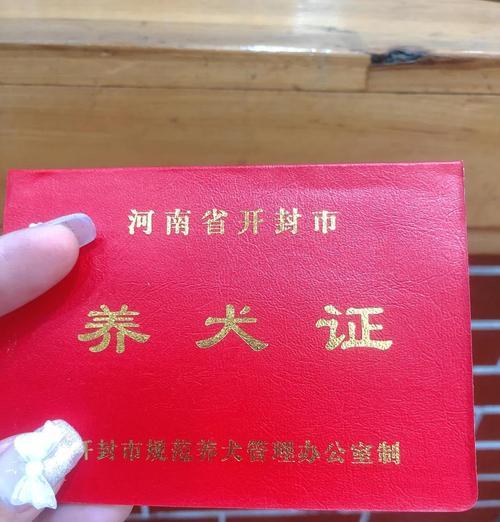 河南省开封市
养犬证
开封市规范养犬管理办公室制